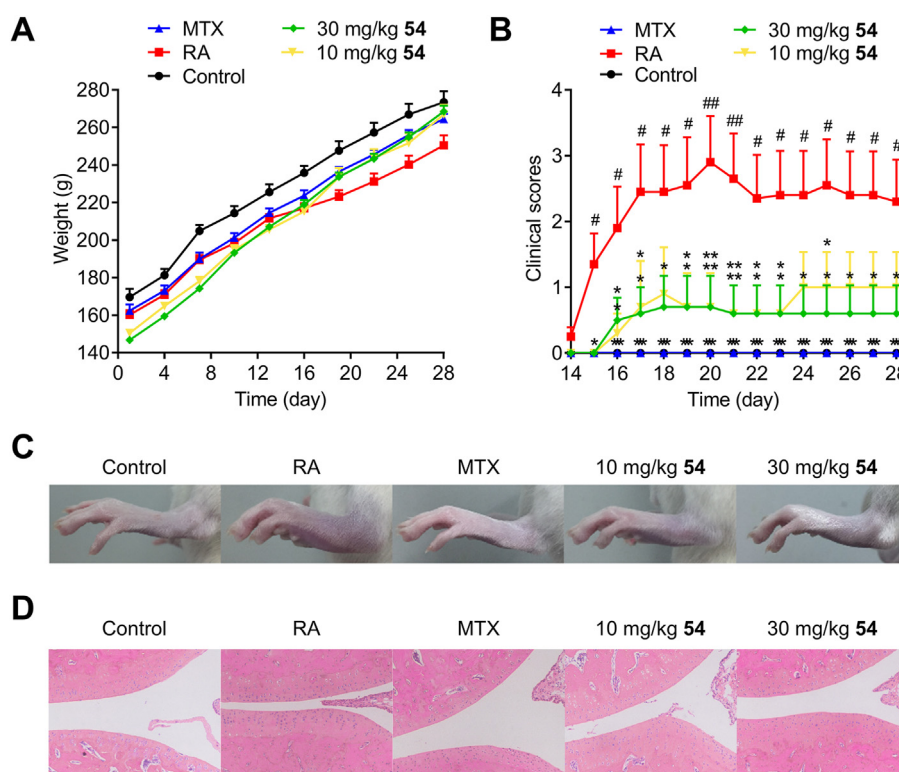 A
MTX
30 mg/kg 54
RA
10 mg/kg 54
Control
280
260
240
220
200
180
160
140
Weight (g)
0 4 8 12 16 20 24 28
Time (day)
B
MTX
30 mg/kg 54
RA
10 mg/kg 54
Control
4
3
2
1
0
Clinical scores
# # # # # ## ## # # # # # # #
* * * * ** ** * * * *
* * * * ** ** * * * * * * *
* *** *** *** *** *** *** *** *** *** *** *** *** ***
14 16 18 20 22 24 26 28
Time (day)
C
Control RA MTX 10 mg/kg 54 30 mg/kg 54
D
Control RA MTX 10 mg/kg 54 30 mg/kg 54